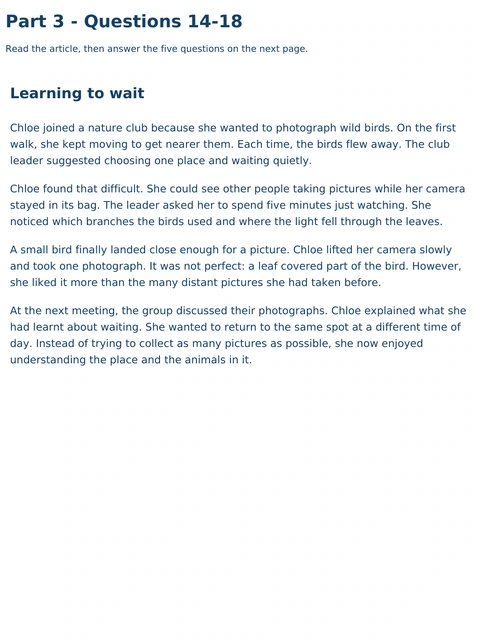 Part 3 - Questions 14-18
Read the article, then answer the five questions on the next page.
Learning to wait
Chloe joined a nature club because she wanted to photograph wild birds. On the first
walk, she kept moving to get nearer them. Each time, the birds flew away. The club
leader suggested choosing one place and waiting quietly.
Chloe found that difficult. She could see other people taking pictures while her camera
stayed in its bag. The leader asked her to spend five minutes just watching. She
noticed which branches the birds used and where the light fell through the leaves.
A small bird finally landed close enough for a picture. Chloe lifted her camera slowly
and took one photograph. It was not perfect: a leaf covered part of the bird. However,
she liked it more than the many distant pictures she had taken before.
At the next meeting, the group discussed their photographs. Chloe explained what she
had learnt about waiting. She wanted to return to the same spot at a different time of
day. Instead of trying to collect as many pictures as possible, she now enjoyed
understanding the place and the animals in it.